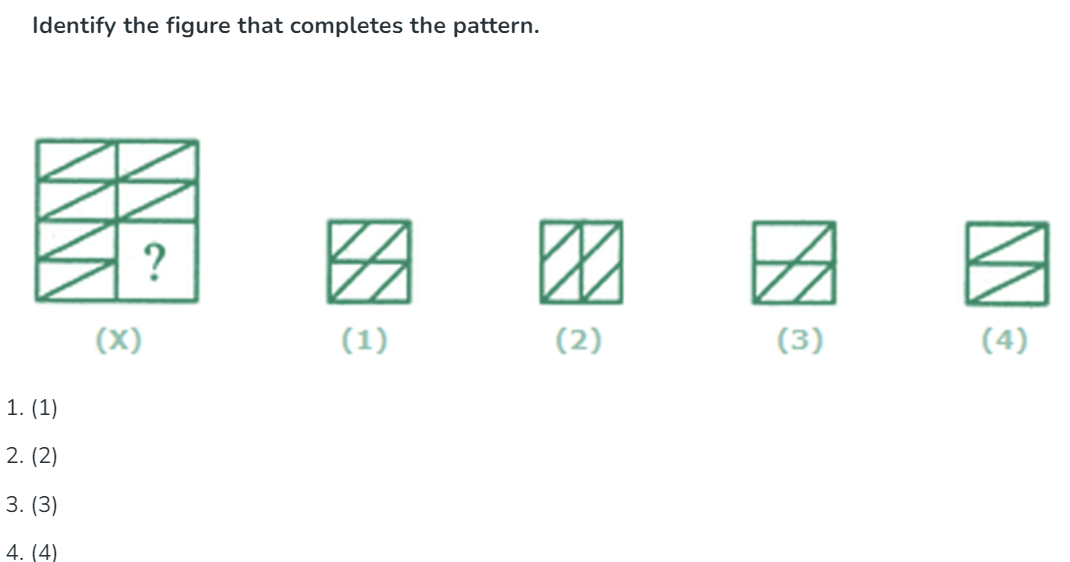 Identify the figure that completes the pattern.
?
(X) (1) (2) (3) (4)
1. (1)
2. (2)
3. (3)
4. (4)